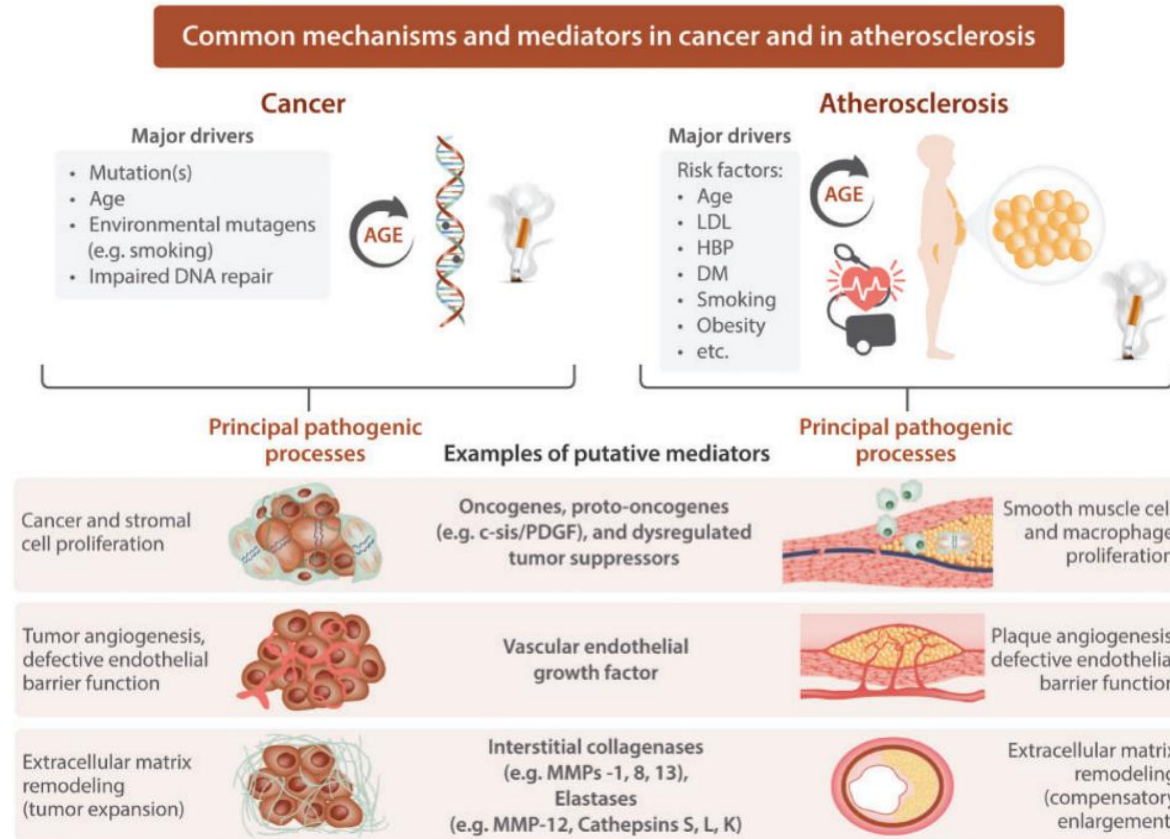 Common mechanisms and mediators in cancer and in atherosclerosis
Cancer
Major drivers
• Mutation(s)
• Age
• Environmental mutagens
(e.g. smoking)
• Impaired DNA repair
AGE
Atherosclerosis
Major drivers
Risk factors:
• Age
• LDL
• HBP
• DM
• Smoking
• Obesity
• etc.
AGE
Principal pathogenic
processes
Examples of putative mediators
Principal pathogenic
processes
Cancer and stromal
cell proliferation
Oncogenes, proto-oncogenes
(e.g. c-sis/PDGF), and dysregulated
tumor suppressors
Smooth muscle cel
and macrophage
proliferation
Tumor angiogenesis,
defective endothelial
barrier function
Vascular endothelial
growth factor
Plaque angiogenesis
defective endothelia
barrier function
Extracellular matrix
remodeling
(tumor expansion)
Interstitial collagenases
(e.g. MMPs -1, 8, 13),
Elastases
(e.g. MMP-12, Cathepsins S, L, K)
Extracellular matrix
remodeling
(compensatory
enlargement